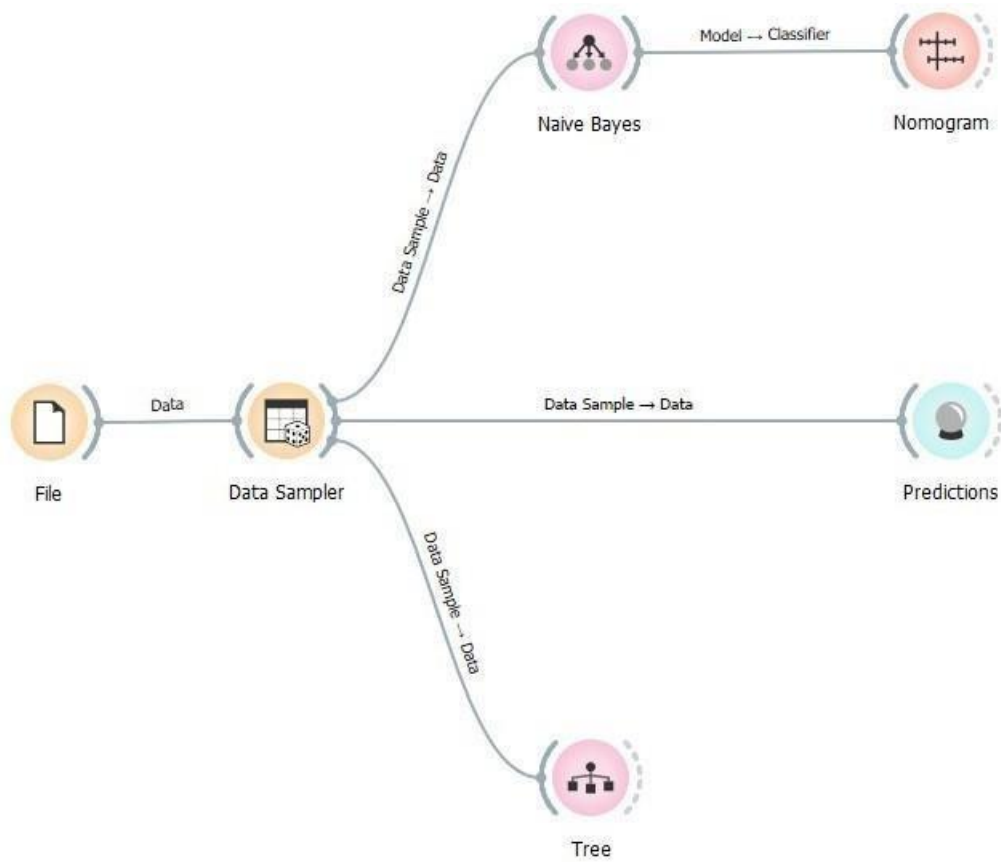 Model → Classifier
Naive Bayes
Nomogram
Data Sample → Data
Data
Data Sample → Data
File
Data Sampler
Predictions
Data Sample → Data
Tree